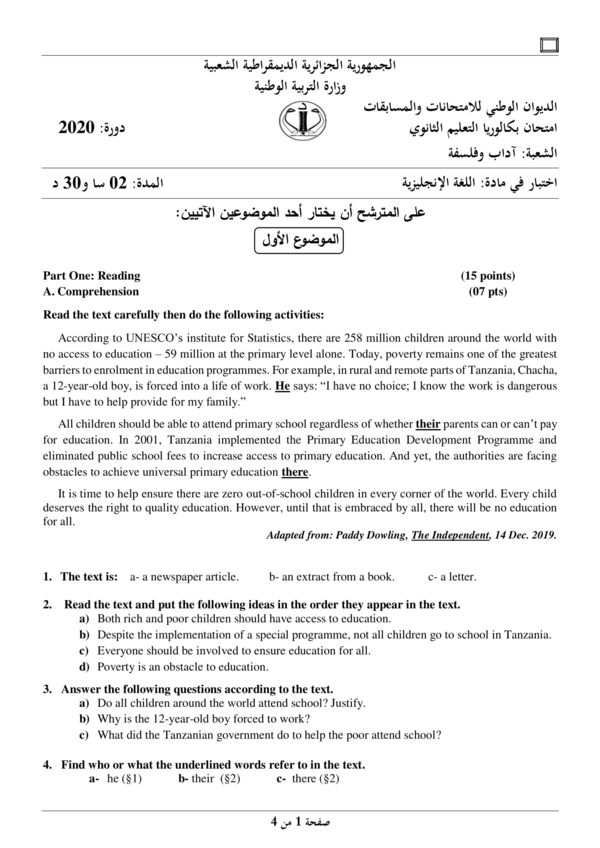 الجمهورية الجزائرية الديمقراطية الشعبية
وزارة التربية الوطنية
الديوان الوطني للامتحانات والمسابقات
امتحان بكالوريا التعليم الثانوي
دورة: 2020
الشعبة: آداب وفلسفة
اختبار في مادة: اللغة الإنجليزية
المدة: 02 سا و30 د
على المترشح أن يختار أحد الموضوعين الآتيين:
الموضوع الأول
Part One: Reading (15 points)
A. Comprehension (07 pts)
Read the text carefully then do the following activities:
According to UNESCO's institute for Statistics, there are 258 million children around the world with
no access to education – 59 million at the primary level alone. Today, poverty remains one of the greatest
barriers to enrolment in education programmes. For example, in rural and remote parts of Tanzania, Chacha,
a 12-year-old boy, is forced into a life of work. He says: “I have no choice; I know the work is dangerous
but I have to help provide for my family.”
All children should be able to attend primary school regardless of whether their parents can or can't pay
for education. In 2001, Tanzania implemented the Primary Education Development Programme and
eliminated public school fees to increase access to primary education. And yet, the authorities are facing
obstacles to achieve universal primary education there.
It is time to help ensure there are zero out-of-school children in every corner of the world. Every child
deserves the right to quality education. However, until that is embraced by all, there will be no education
for all.
Adapted from: Paddy Dowling, The Independent, 14 Dec. 2019.
1. The text is: a- a newspaper article. b- an extract from a book. c- a letter.
2. Read the text and put the following ideas in the order they appear in the text.
a) Both rich and poor children should have access to education.
b) Despite the implementation of a special programme, not all children go to school in Tanzania.
c) Everyone should be involved to ensure education for all.
d) Poverty is an obstacle to education.
3. Answer the following questions according to the text.
a) Do all children around the world attend school? Justify.
b) Why is the 12-year-old boy forced to work?
c) What did the Tanzanian government do to help the poor attend school?
4. Find who or what the underlined words refer to in the text.
a- he (§1) b- their (§2) c- there (§2)
صفحة 1 من 4